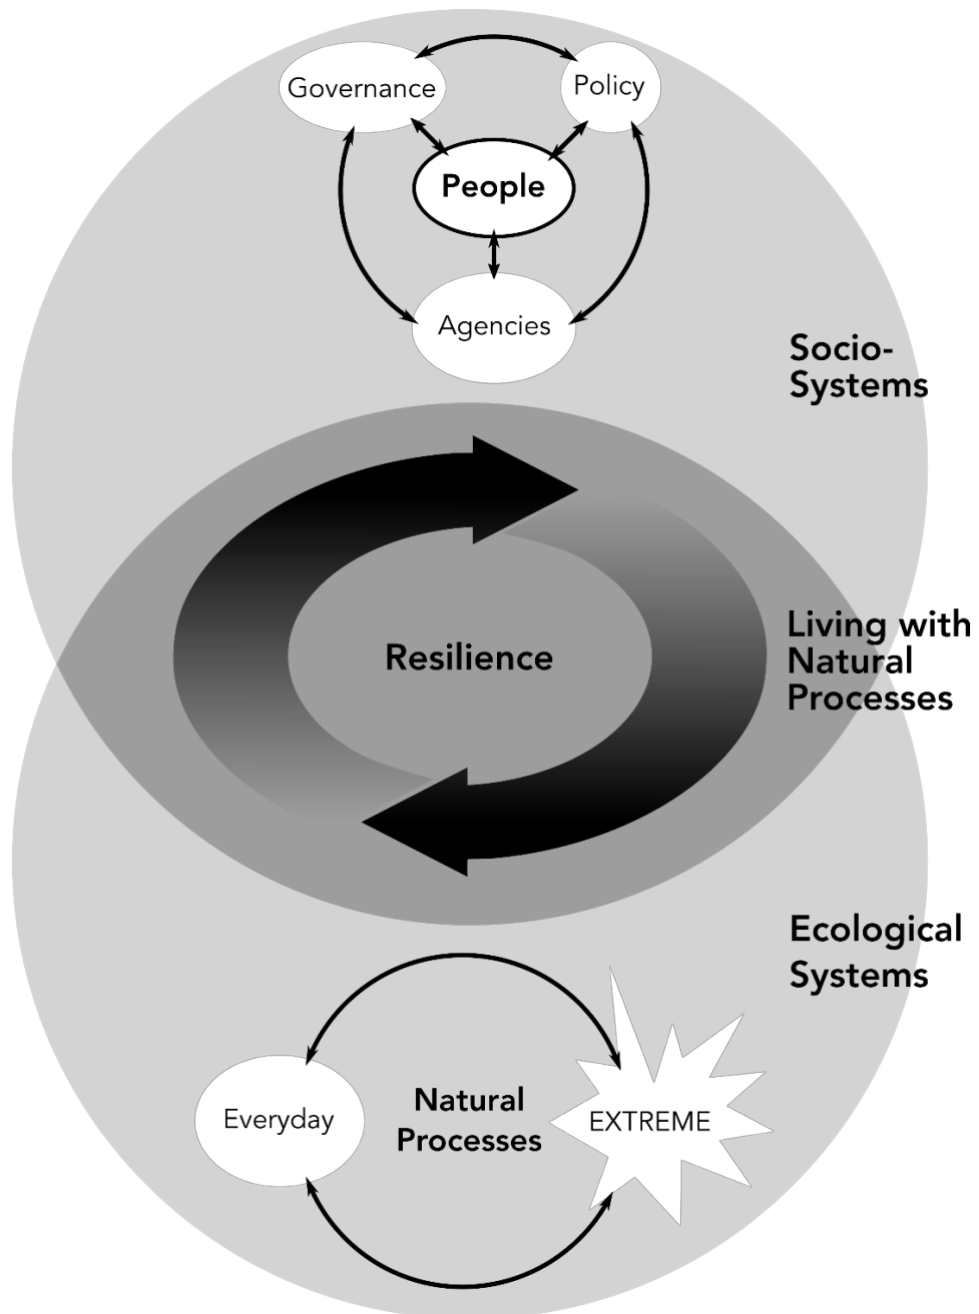 Governance
Policy
People
Agencies
Socio-
Systems
Resilience
Living with
Natural
Processes
Ecological
Systems
Everyday
Natural
Processes
EXTREME